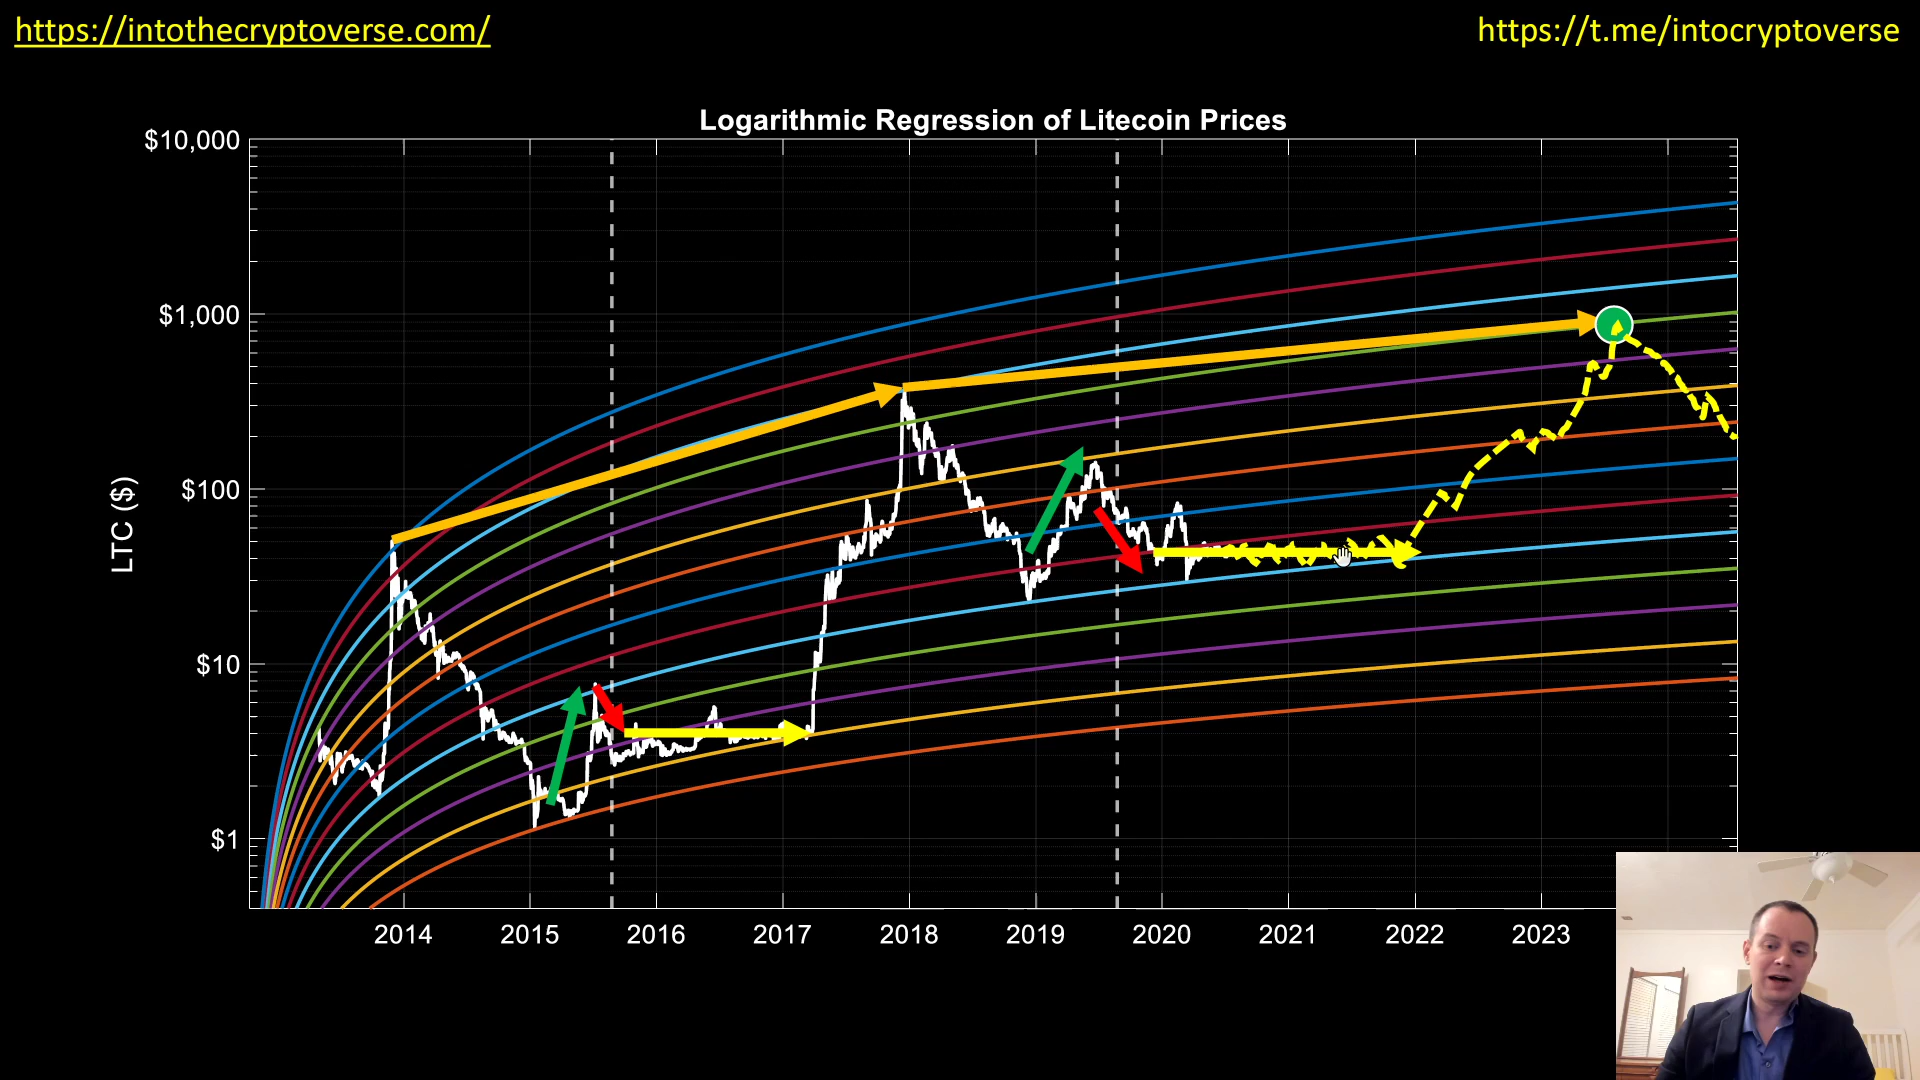 https://intothecryptoverse.com/
https://t.me/intocryptoverse
Logarithmic Regression of Litecoin Prices
$10,000
$1,000
$100
$10
$1
LTC ($)
2014 2015 2016 2017 2018 2019 2020 2021 2022 2023